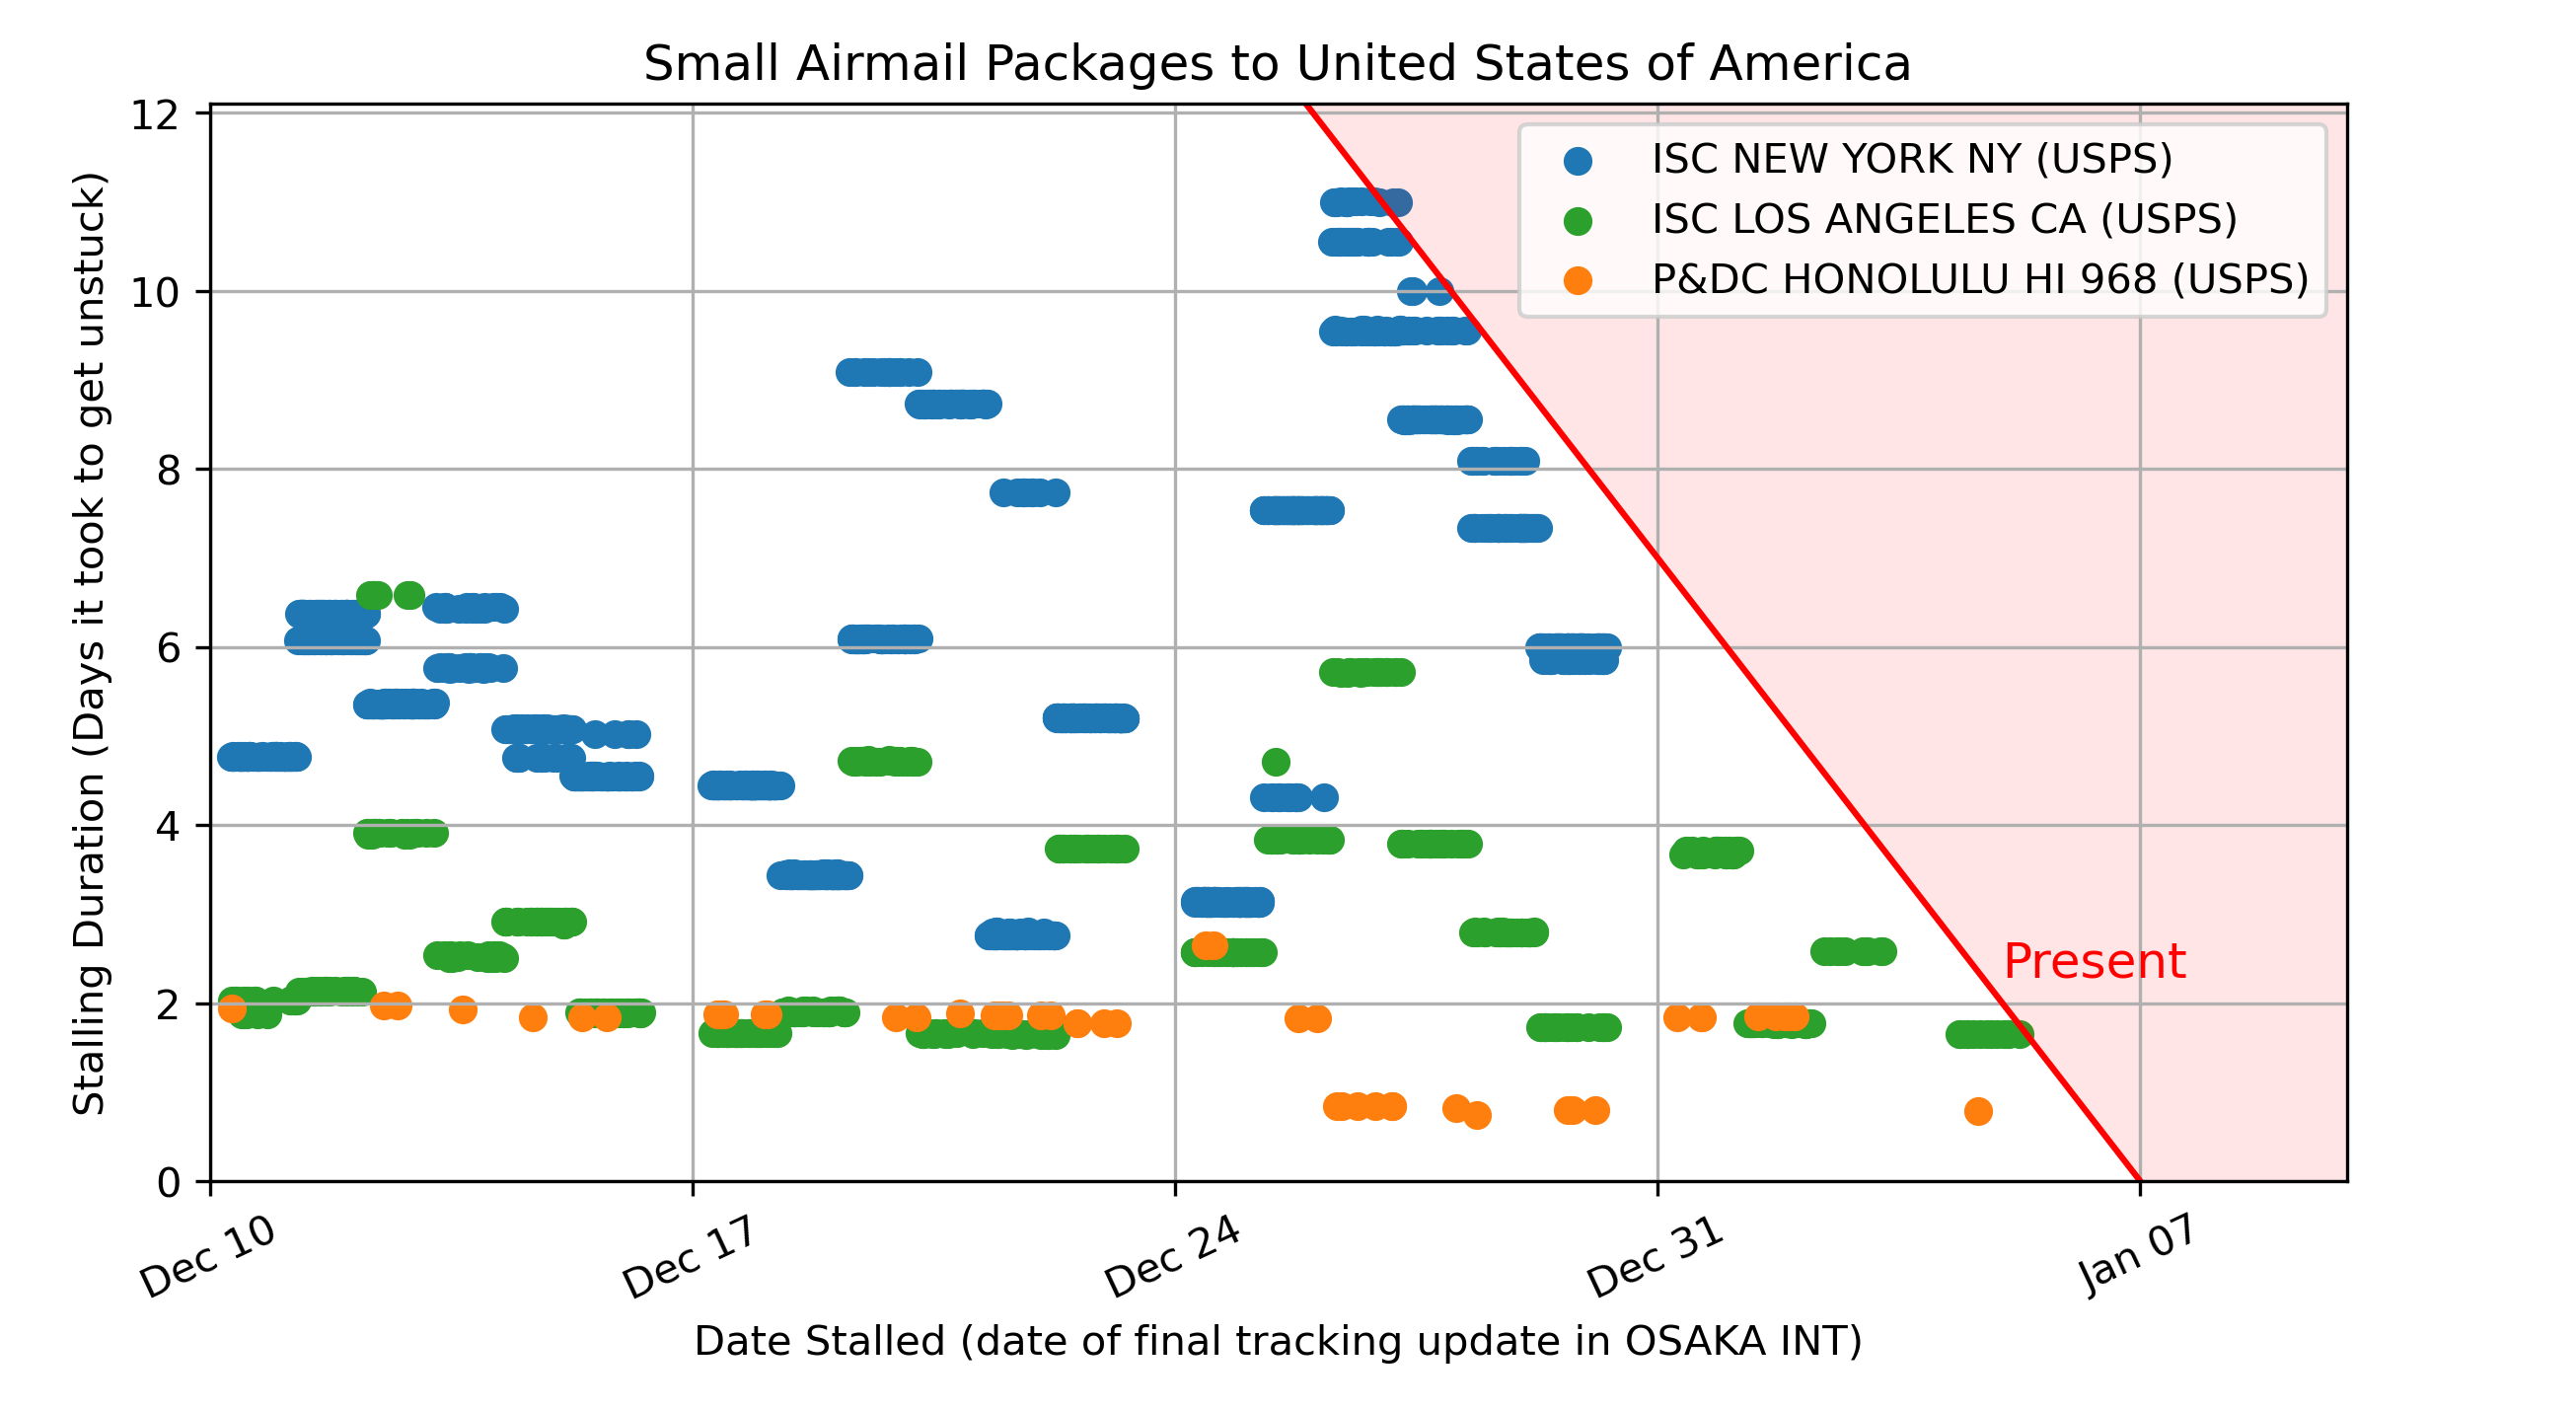 Small Airmail Packages to United States of America
Stalling Duration (Days it took to get unstuck)
12
10
8
6
4
2
0
ISC NEW YORK NY (USPS)
ISC LOS ANGELES CA (USPS)
P&DC HONOLULU HI 968 (USPS)
Present
Dec 10
Dec 17
Dec 24
Dec 31
Jan 07
Date Stalled (date of final tracking update in OSAKA INT)